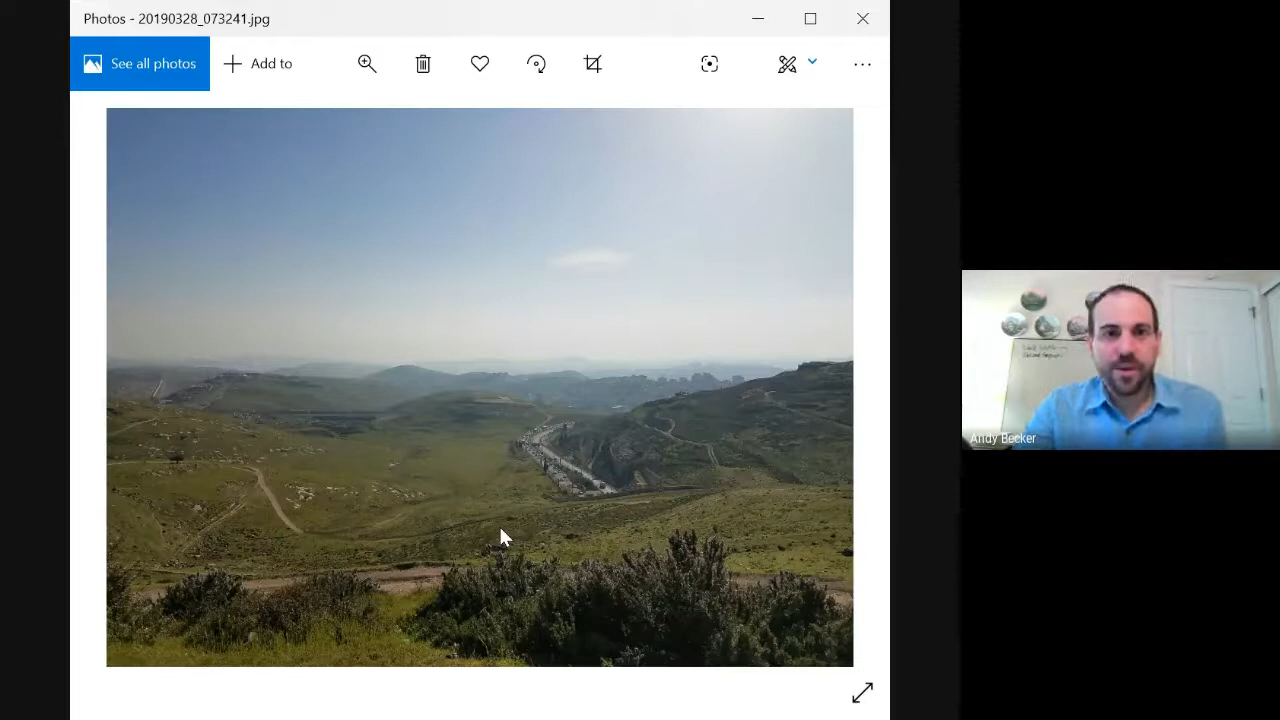 Photos - 20190328_073241.jpg
See all photos
Add to
Andy Becker